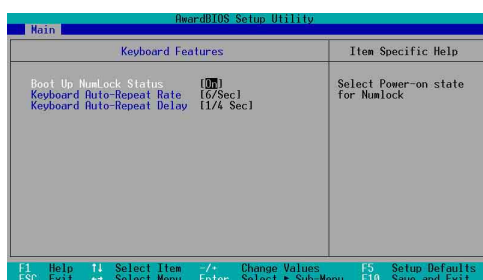 AwardBIOS Setup Utility
Main
Keyboard Features
Item Specific Help
Boot Up NumLock Status [On]
Keyboard Auto-Repeat Rate [6/Sec]
Keyboard Auto-Repeat Delay [1/4 Sec]
Select Power-on state
for Numlock
F1 Help ↑↓ Select Item -/+ Change Values F5 Setup Defaults
ESC Exit ←→ Select Menu Enter Select ► Sub-Menu F10 Save and Exit